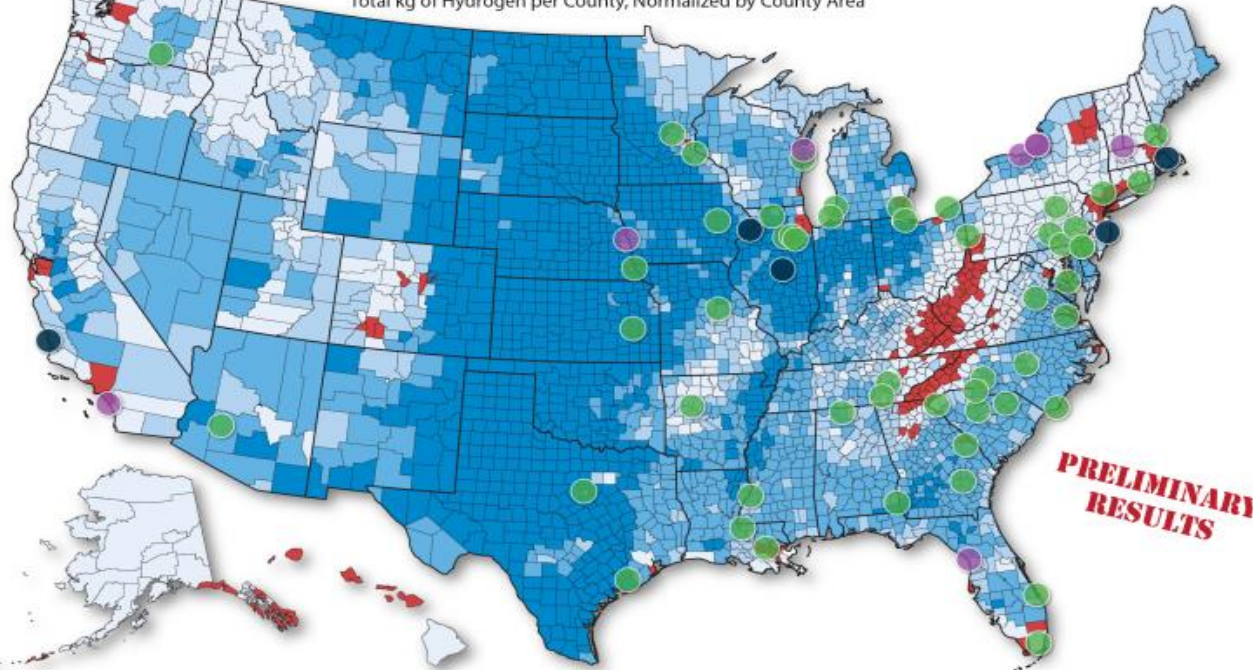 Total kg of Hydrogen per County, Normalized by County Area
PRELIMINARY
RESULTS